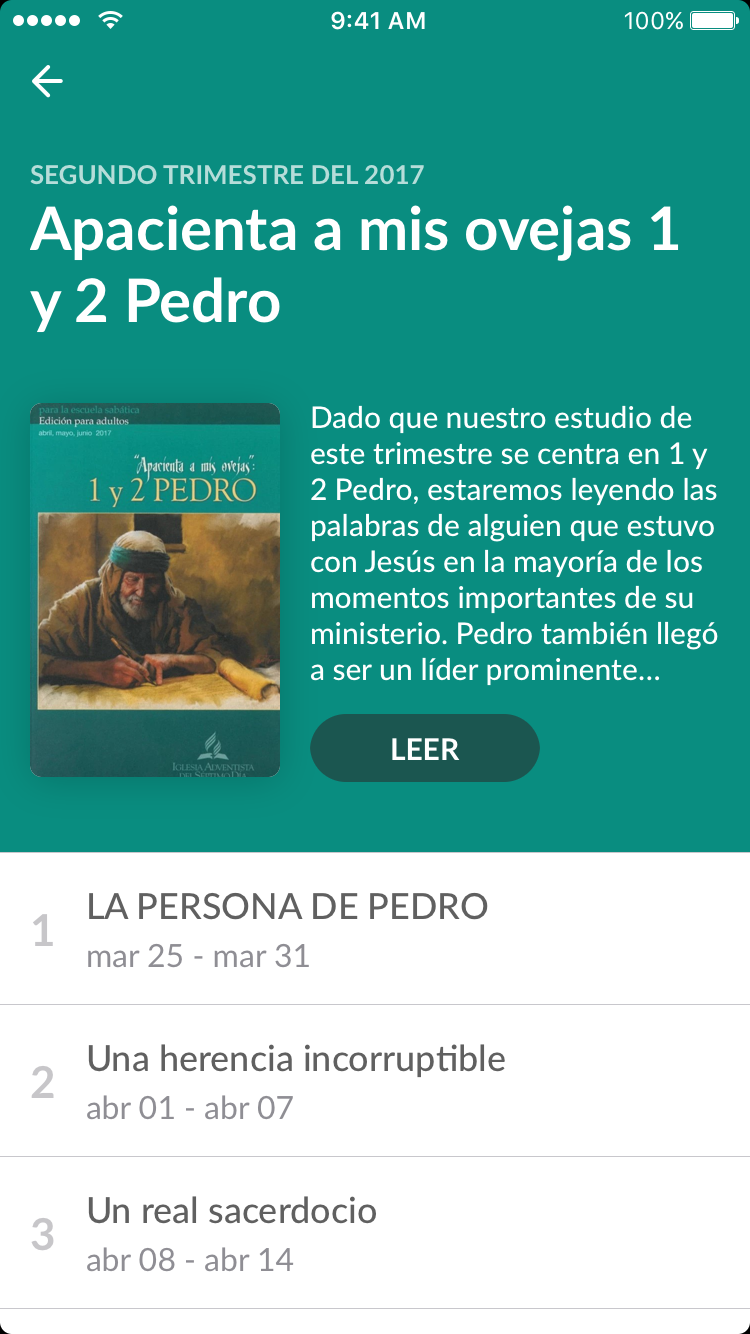 9:41 AM
100%
SEGUNDO TRIMESTRE DEL 2017
Apacienta a mis ovejas 1
y 2 Pedro
para la escuela sabática
Edición para adultos
abril, mayo, junio 2017
"Apacienta a mis ovejas":
1 y 2 PEDRO
IGLESIA ADVENTISTA
DEL SÉPTIMO DÍA
Dado que nuestro estudio de
este trimestre se centra en 1 y
2 Pedro, estaremos leyendo las
palabras de alguien que estuvo
con Jesús en la mayoría de los
momentos importantes de su
ministerio. Pedro también llegó
a ser un líder prominente...
LEER
1
LA PERSONA DE PEDRO
mar 25 - mar 31
2
Una herencia incorruptible
abr 01 - abr 07
3
Un real sacerdocio
abr 08 - abr 14